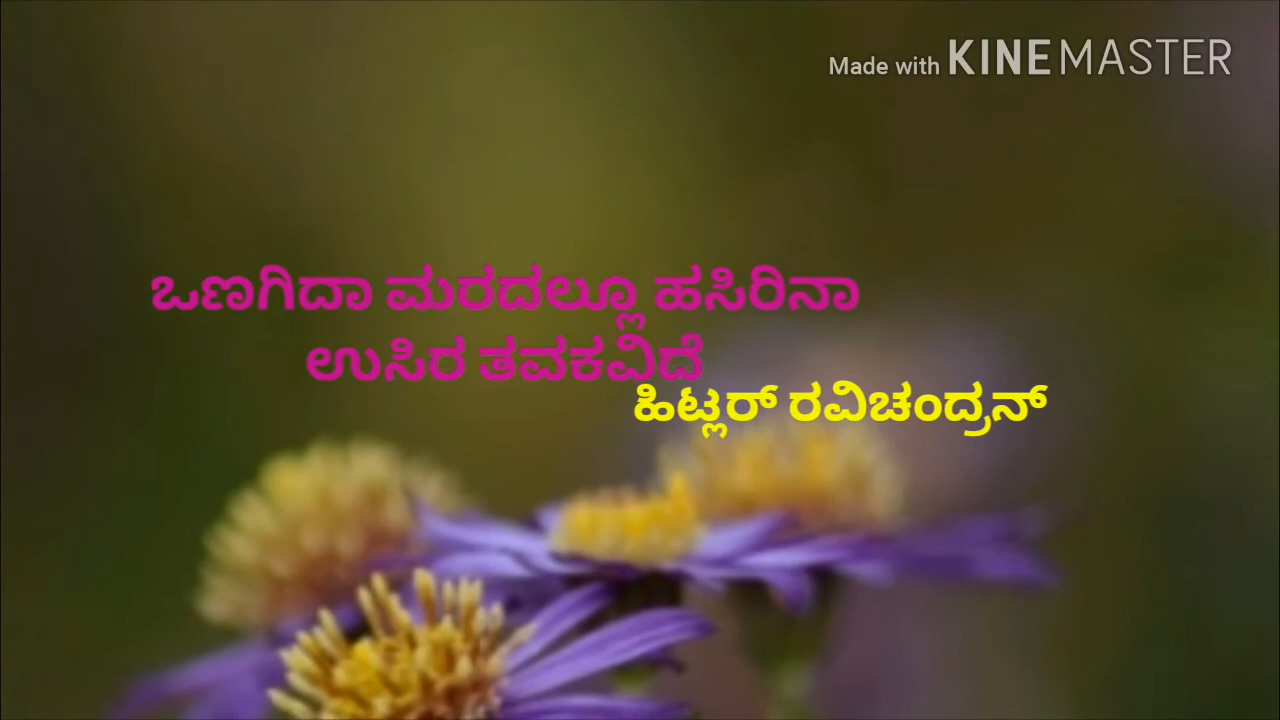 Made with KINEMASTER
ಒಣಗಿದಾ ಮರದಲ್ಲೂ ಹಸಿರಿನಾ
ಉಸಿರ ತವಕವಿದೆ
ಹಿಟ್ಲರ್ ರವಿಚಂದ್ರನ್